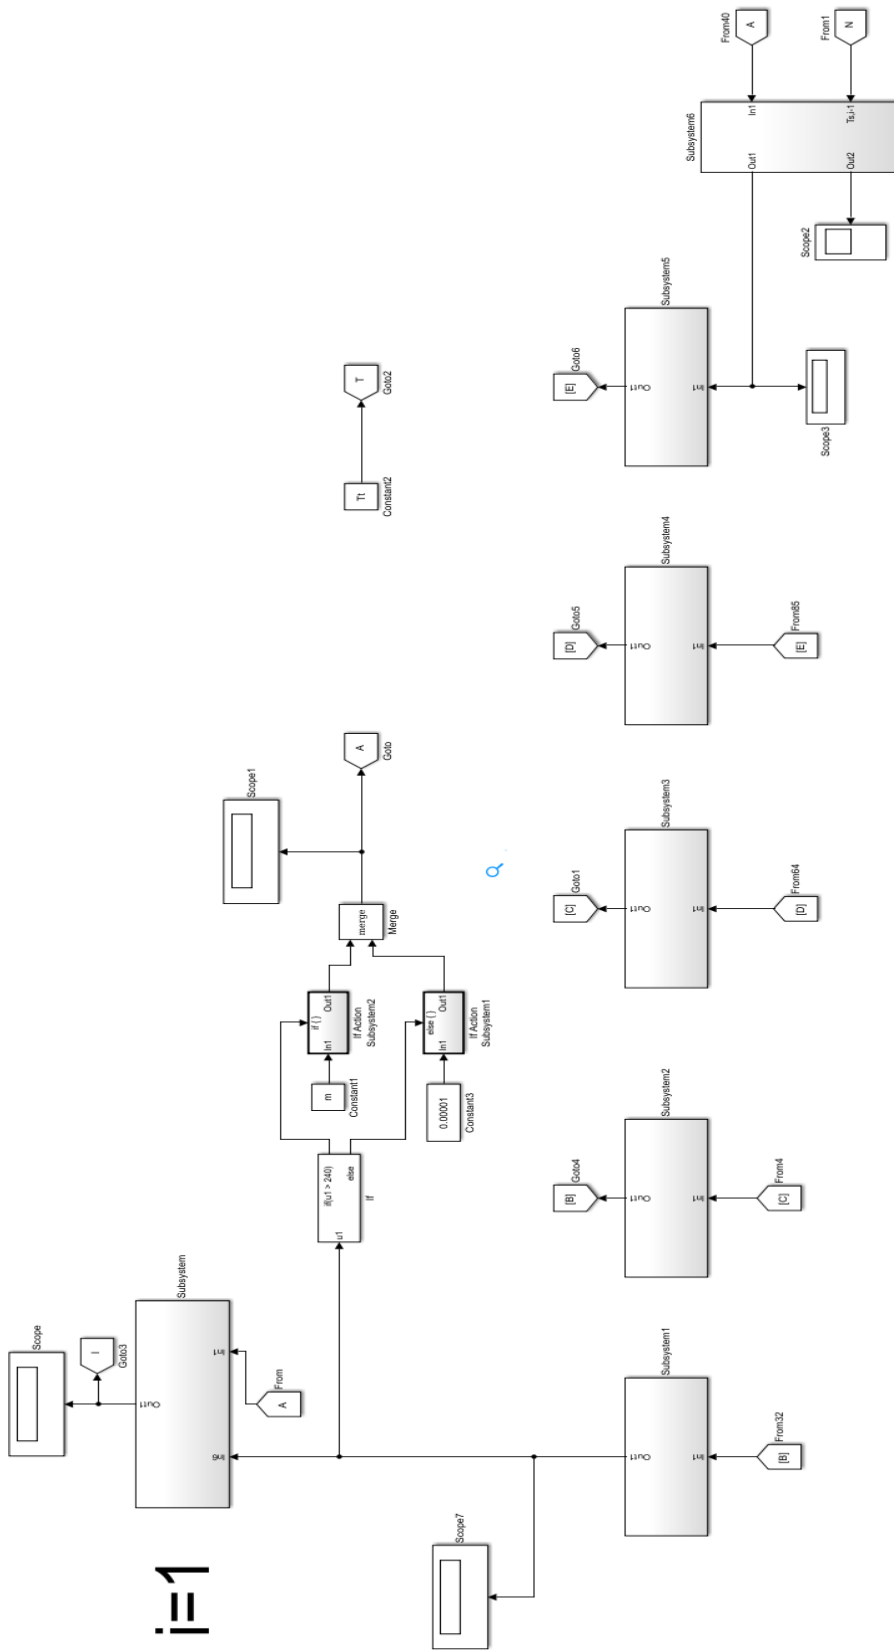 From40
A
From1
N
In1
Ts,i-1
Subsystem6
Out1
Out2
Scope2
Subsystem5
Goto6
[E]
Out1
In1
Scope3
T
Goto2
Tt
Constant2
Subsystem4
Goto5
[D]
Out1
In1
From85
[E]
A
Goto
Scope1
merge
Merge
Out1
if { }
In1
If Action
Subsystem2
Out1
else { }
In1
If Action
Subsystem1
m
Constant1
0.00001
Constant3
Subsystem3
Goto1
[C]
Out1
In1
From64
[D]
if(u1 > 240)
else
u1
If
Subsystem2
Goto4
[B]
Out1
In1
From4
[C]
Subsystem
Scope
I
Goto3
Out1
In1
In6
From
A
Subsystem1
Out1
In1
From32
[B]
Scope7
i=1